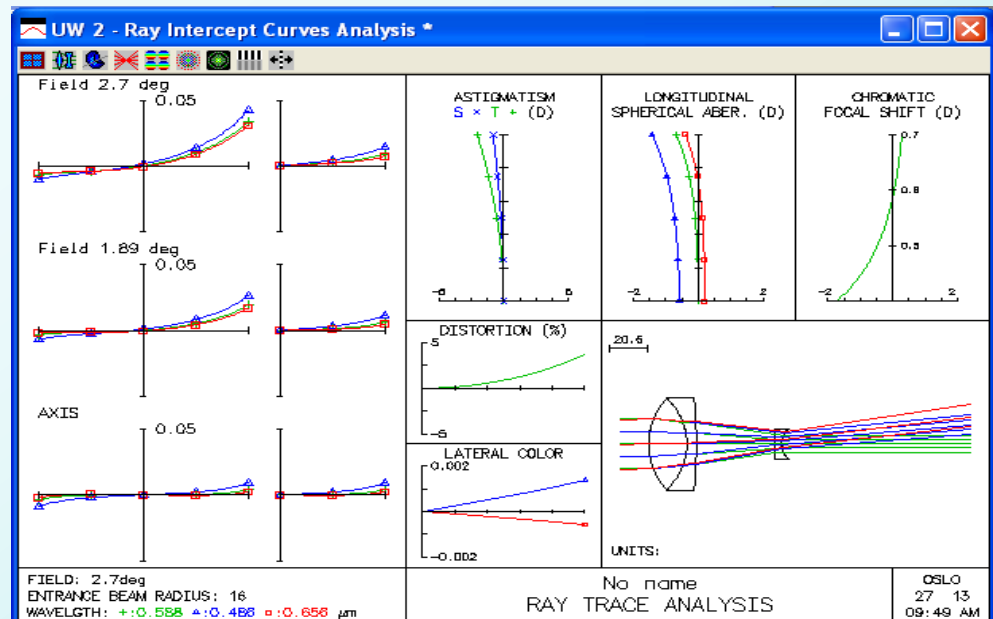 UW 2 - Ray Intercept Curves Analysis *
Field 2.7 deg
0.05
Field 1.89 deg
0.05
AXIS
0.05
ASTIGMATISM
S × T + (D)
-6 6
LONGITUDINAL
SPHERICAL ABER. (D)
-2 2
CHROMATIC
FOCAL SHIFT (D)
0.7
0.6
0.5
-2 2
DISTORTION (%)
5
-5
LATERAL COLOR
0.002
-0.002
20.6
UNITS:
FIELD: 2.7deg
ENTRANCE BEAM RADIUS: 16
WAVELGTH: +:0.588 ▵:0.486 ▫:0.656 µm
No name
RAY TRACE ANALYSIS
OSLO
27 13
09:49 AM